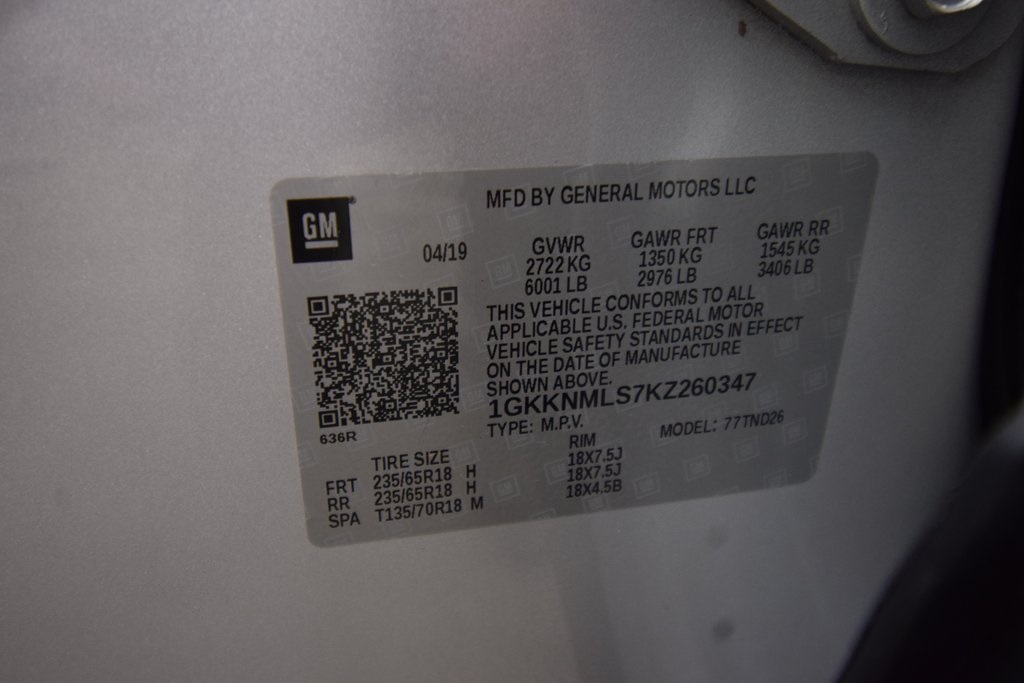 MFD BY GENERAL MOTORS LLC
GM
04/19
GVWR
2722 KG
6001 LB
GAWR FRT
1350 KG
2976 LB
GAWR RR
1545 KG
3406 LB
THIS VEHICLE CONFORMS TO ALL
APPLICABLE U.S. FEDERAL MOTOR
VEHICLE SAFETY STANDARDS IN EFFECT
ON THE DATE OF MANUFACTURE
SHOWN ABOVE.
1GKKNMLS7KZ260347
TYPE: M.P.V.
MODEL: 77TND26
636R
TIRE SIZE RIM
FRT 235/65R18 H 18X7.5J
RR 235/65R18 H 18X7.5J
SPA T135/70R18 M 18X4.5B